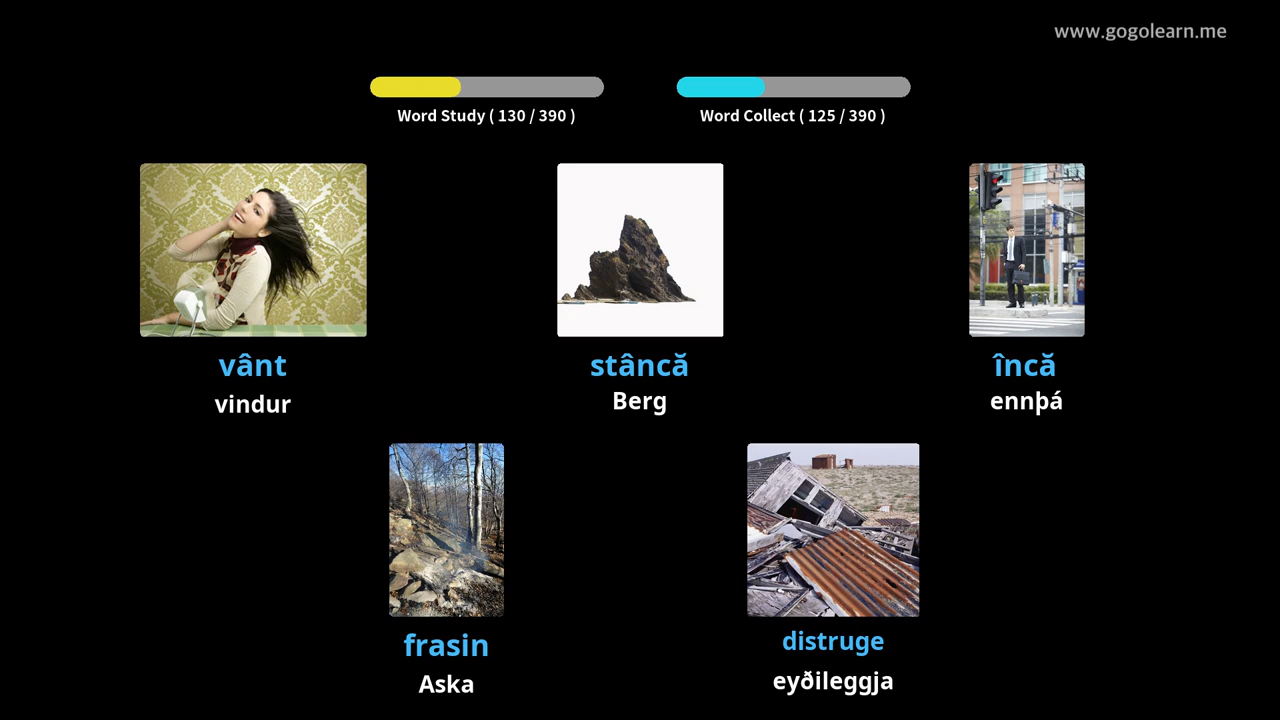 www.gogolearn.me
Word Study ( 130 / 390 )
Word Collect ( 125 / 390 )
vânt
vindur
stâncă
Berg
încă
ennþá
frasin
Aska
distruge
eyðileggja